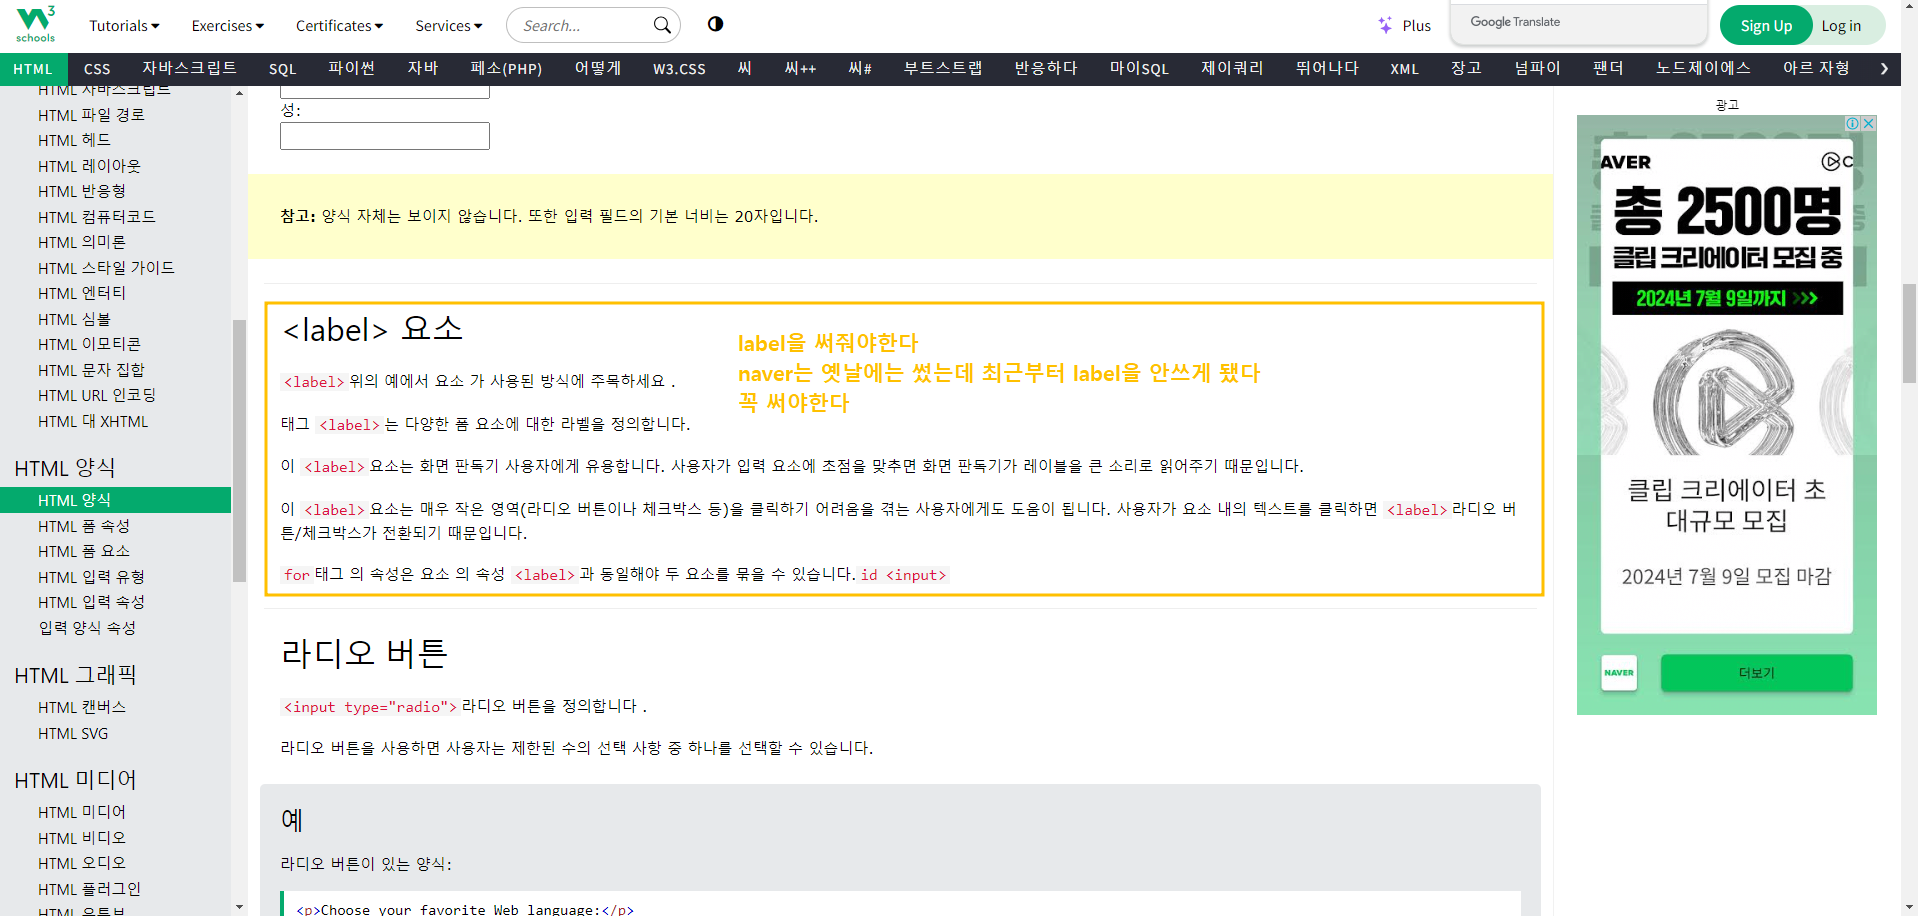 W3 schools
Tutorials
Exercises
Certificates
Services
Search...
Plus
Google Translate
Sign Up
Log in
HTML
CSS
자바스크립트
SQL
파이썬
자바
페소(PHP)
어떻게
W3.CSS
씨
씨++
씨#
부트스트랩
반응하다
마이SQL
제이쿼리
뛰어나다
XML
장고
넘파이
팬더
노드제이에스
아르 자형
HTML 자바스크립트
HTML 파일 경로
HTML 헤드
HTML 레이아웃
HTML 반응형
HTML 컴퓨터코드
HTML 의미론
HTML 스타일 가이드
HTML 엔터티
HTML 심볼
HTML 이모티콘
HTML 문자 집합
HTML URL 인코딩
HTML 대 XHTML
HTML 양식
HTML 양식
HTML 폼 속성
HTML 폼 요소
HTML 입력 유형
HTML 입력 속성
입력 양식 속성
HTML 그래픽
HTML 캔버스
HTML SVG
HTML 미디어
HTML 미디어
HTML 비디오
HTML 오디오
HTML 플러그인
HTML 유튜브
성:
참고: 양식 자체는 보이지 않습니다. 또한 입력 필드의 기본 너비는 20자입니다.
<label> 요소
label을 써줘야한다
naver는 옛날에는 썼는데 최근부터 label을 안쓰게 됐다
꼭 써야한다
<label> 위의 예에서 요소 가 사용된 방식에 주목하세요 .
태그 <label> 는 다양한 폼 요소에 대한 라벨을 정의합니다.
이 <label> 요소는 화면 판독기 사용자에게 유용합니다. 사용자가 입력 요소에 초점을 맞추면 화면 판독기가 레이블을 큰 소리로 읽어주기 때문입니다.
이 <label> 요소는 매우 작은 영역(라디오 버튼이나 체크박스 등)을 클릭하기 어려움을 겪는 사용자에게도 도움이 됩니다. 사용자가 요소 내의 텍스트를 클릭하면 <label> 라디오 버
튼/체크박스가 전환되기 때문입니다.
for 태그 의 속성은 요소 의 속성 <label> 과 동일해야 두 요소를 묶을 수 있습니다. id <input>
라디오 버튼
<input type="radio"> 라디오 버튼을 정의합니다 .
라디오 버튼을 사용하면 사용자는 제한된 수의 선택 사항 중 하나를 선택할 수 있습니다.
예
라디오 버튼이 있는 양식:
<p>Choose your favorite Web language:</p>
광고
AVER
C
총 2500명
클립 크리에이터 모집 중
2024년 7월 9일까지 >>>
클립 크리에이터 초
대규모 모집
2024년 7월 9일 모집 마감
NAVER
더보기